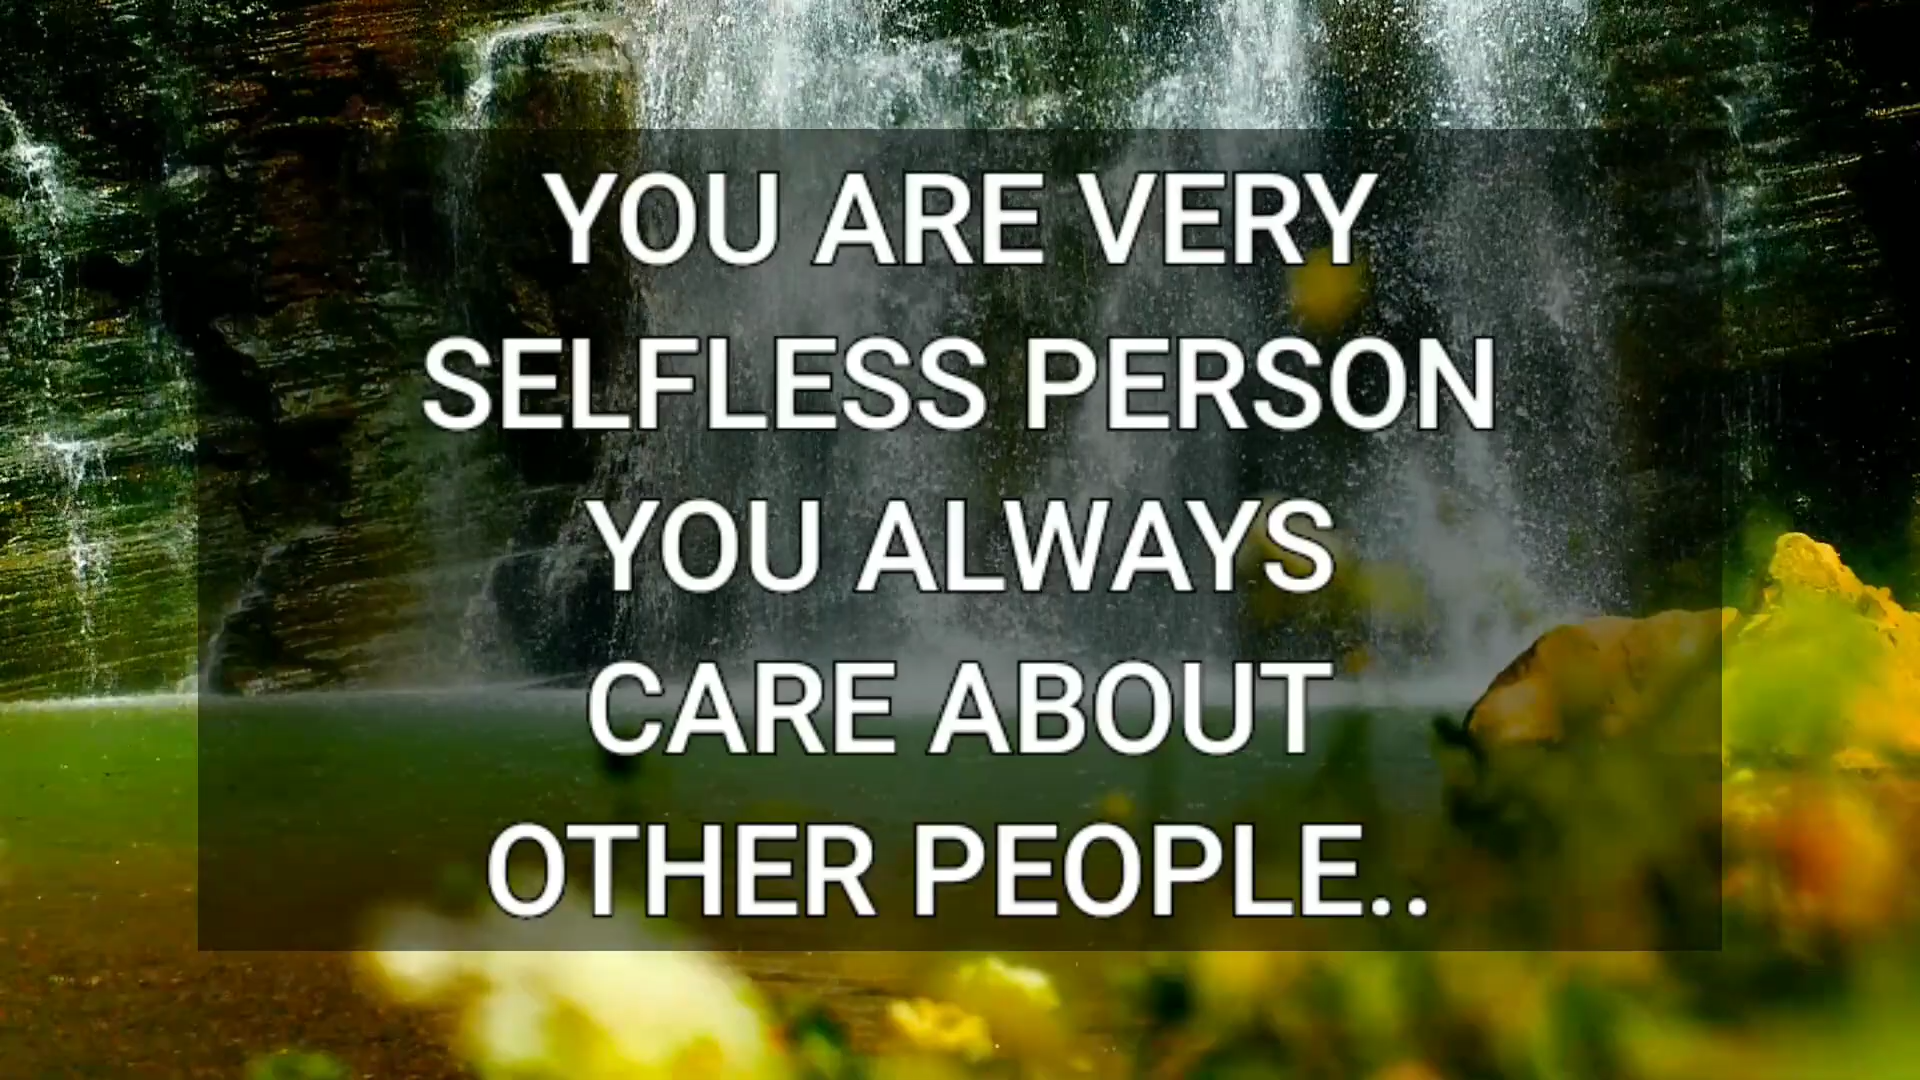 YOU ARE VERY
SELFLESS PERSON
YOU ALWAYS
CARE ABOUT
OTHER PEOPLE..